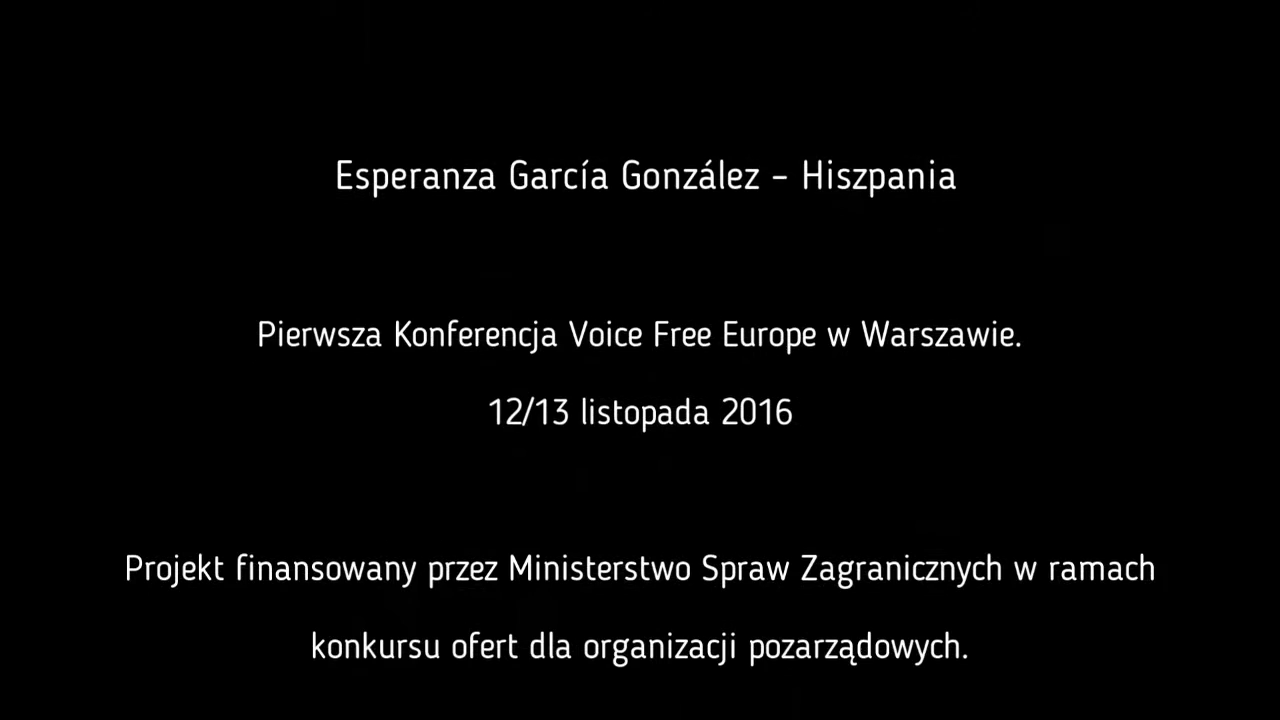 Esperanza García González – Hiszpania
Pierwsza Konferencja Voice Free Europe w Warszawie.
12/13 listopada 2016
Projekt finansowany przez Ministerstwo Spraw Zagranicznych w ramach
konkursu ofert dla organizacji pozarządowych.